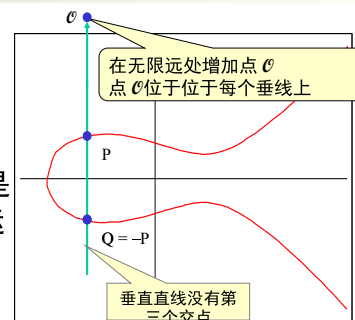 𝒪
在无限远处增加点 𝒪
点 𝒪位于位于每个垂线上
P
是
Q = –P
垂直直线没有第
三个交点